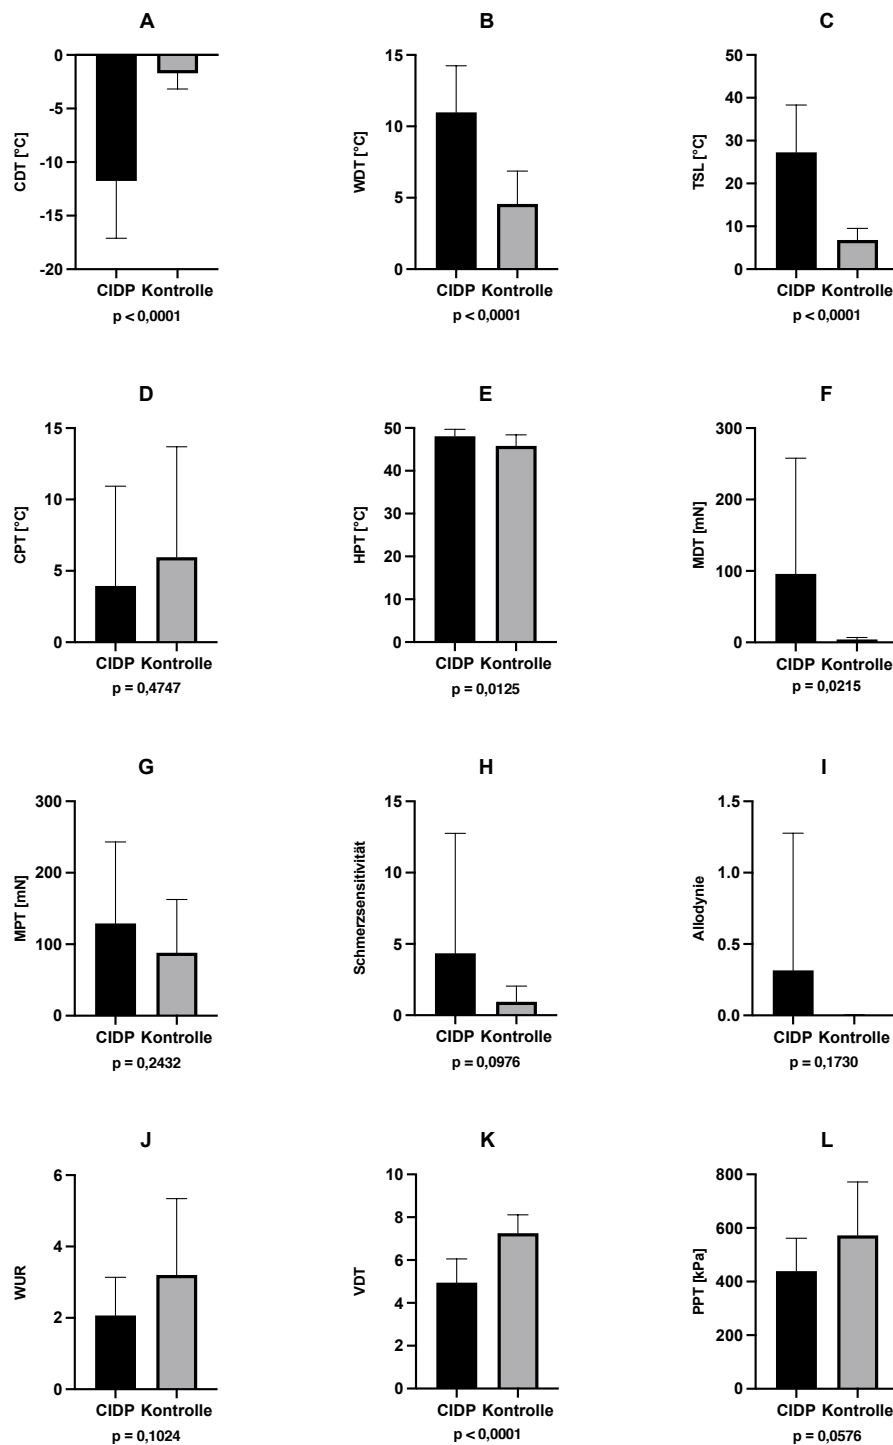 A
B
C
CDT [°C]
0
-5
-10
-15
-20
CIDP Kontrolle
p < 0,0001
WDT [°C]
15
10
5
0
CIDP Kontrolle
p < 0,0001
TSL [°C]
50
40
30
20
10
0
CIDP Kontrolle
p < 0,0001
D
E
F
CPT [°C]
15
10
5
0
CIDP Kontrolle
p = 0,4747
HPT [°C]
50
40
30
20
10
0
CIDP Kontrolle
p = 0,0125
MDT [mN]
300
200
100
0
CIDP Kontrolle
p = 0,0215
G
H
I
MPT [mN]
300
200
100
0
CIDP Kontrolle
p = 0,2432
Schmerzsensitivität
15
10
5
0
CIDP Kontrolle
p = 0,0976
Allodynie
1.5
1.0
0.5
0.0
CIDP Kontrolle
p = 0,1730
J
K
L
WUR
6
4
2
0
CIDP Kontrolle
p = 0,1024
VDT
10
8
6
4
2
0
CIDP Kontrolle
p < 0,0001
PPT [kPa]
800
600
400
200
0
CIDP Kontrolle
p = 0,0576